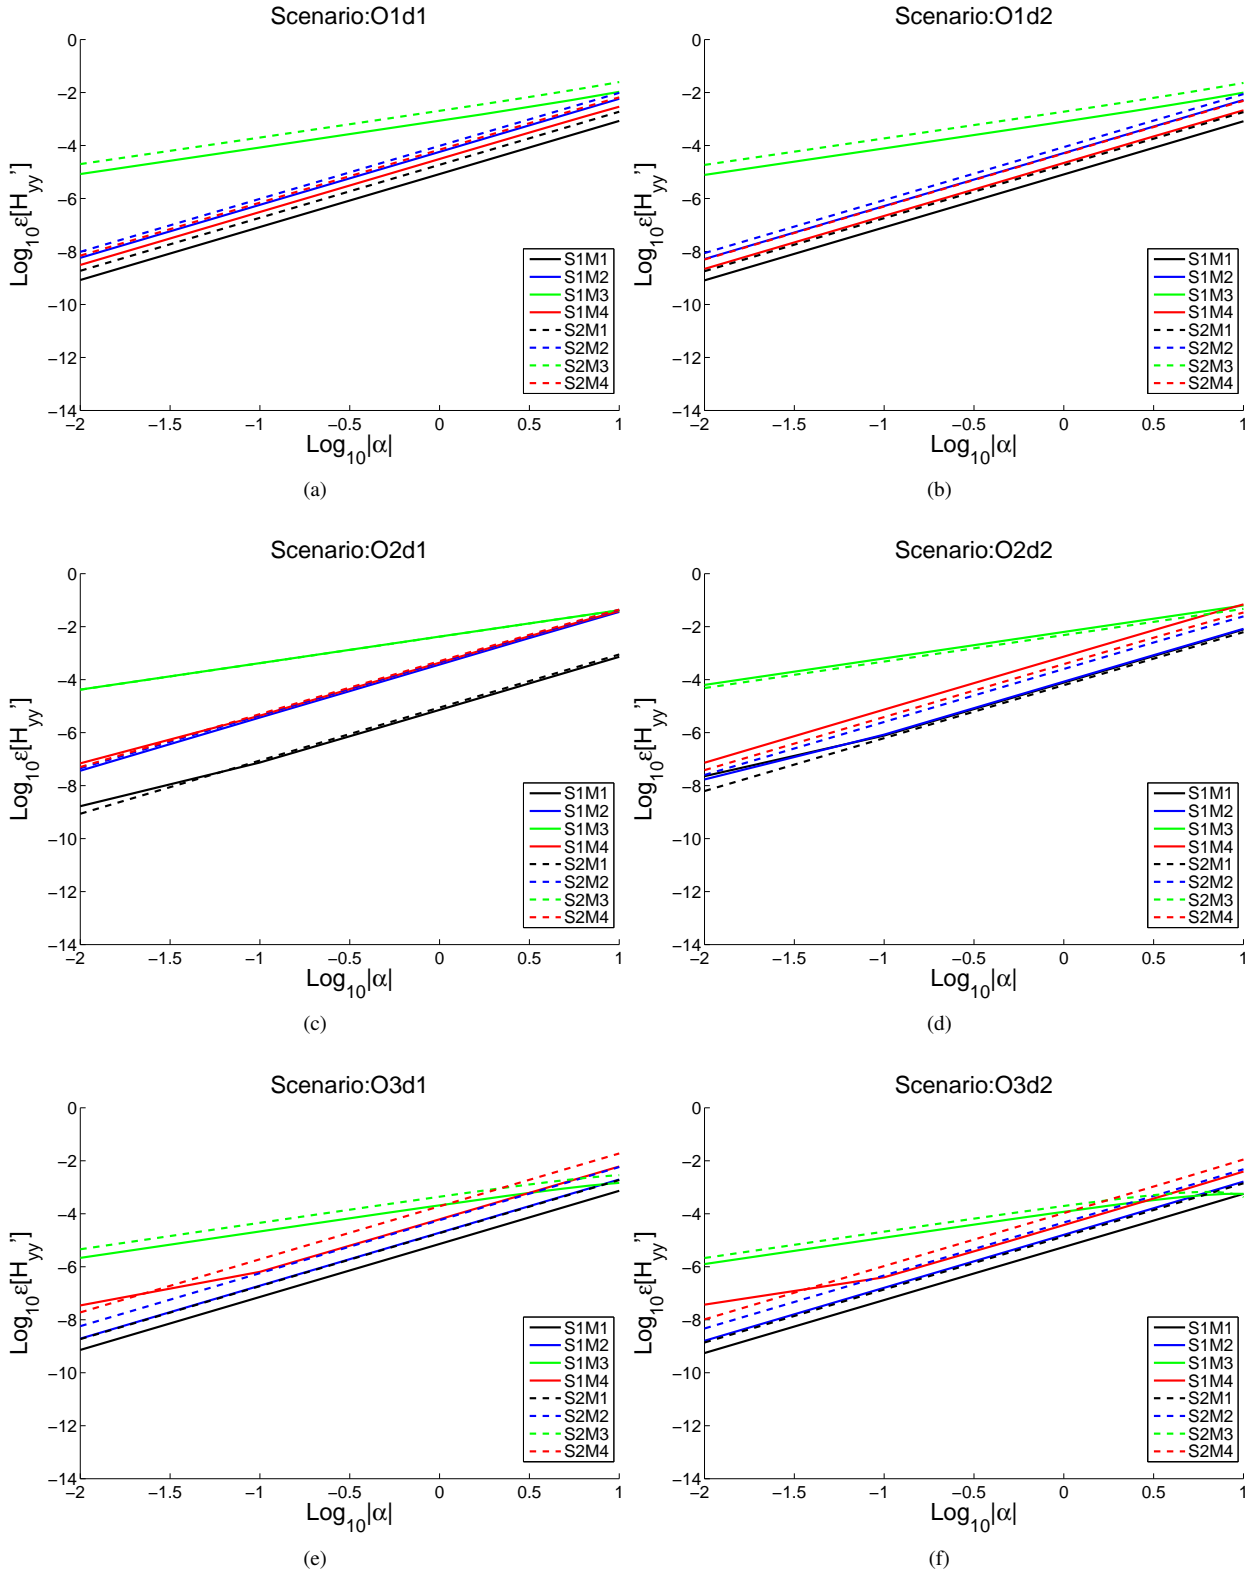 Scenario:O1d1
0
−2
−4
−6
−8
−10
−12
−14
Log10ε[Hyy’]
S1M1
S1M2
S1M3
S1M4
S2M1
S2M2
S2M3
S2M4
−2 −1.5 −1 −0.5 0 0.5 1
Log10|α|
(a)
Scenario:O1d2
0
−2
−4
−6
−8
−10
−12
−14
Log10ε[Hyy’]
S1M1
S1M2
S1M3
S1M4
S2M1
S2M2
S2M3
S2M4
−2 −1.5 −1 −0.5 0 0.5 1
Log10|α|
(b)
Scenario:O2d1
0
−2
−4
−6
−8
−10
−12
−14
Log10ε[Hyy’]
S1M1
S1M2
S1M3
S1M4
S2M1
S2M2
S2M3
S2M4
−2 −1.5 −1 −0.5 0 0.5 1
Log10|α|
(c)
Scenario:O2d2
0
−2
−4
−6
−8
−10
−12
−14
Log10ε[Hyy’]
S1M1
S1M2
S1M3
S1M4
S2M1
S2M2
S2M3
S2M4
−2 −1.5 −1 −0.5 0 0.5 1
Log10|α|
(d)
Scenario:O3d1
0
−2
−4
−6
−8
−10
−12
−14
Log10ε[Hyy’]
S1M1
S1M2
S1M3
S1M4
S2M1
S2M2
S2M3
S2M4
−2 −1.5 −1 −0.5 0 0.5 1
Log10|α|
(e)
Scenario:O3d2
0
−2
−4
−6
−8
−10
−12
−14
Log10ε[Hyy’]
S1M1
S1M2
S1M3
S1M4
S2M1
S2M2
S2M3
S2M4
−2 −1.5 −1 −0.5 0 0.5 1
Log10|α|
(f)